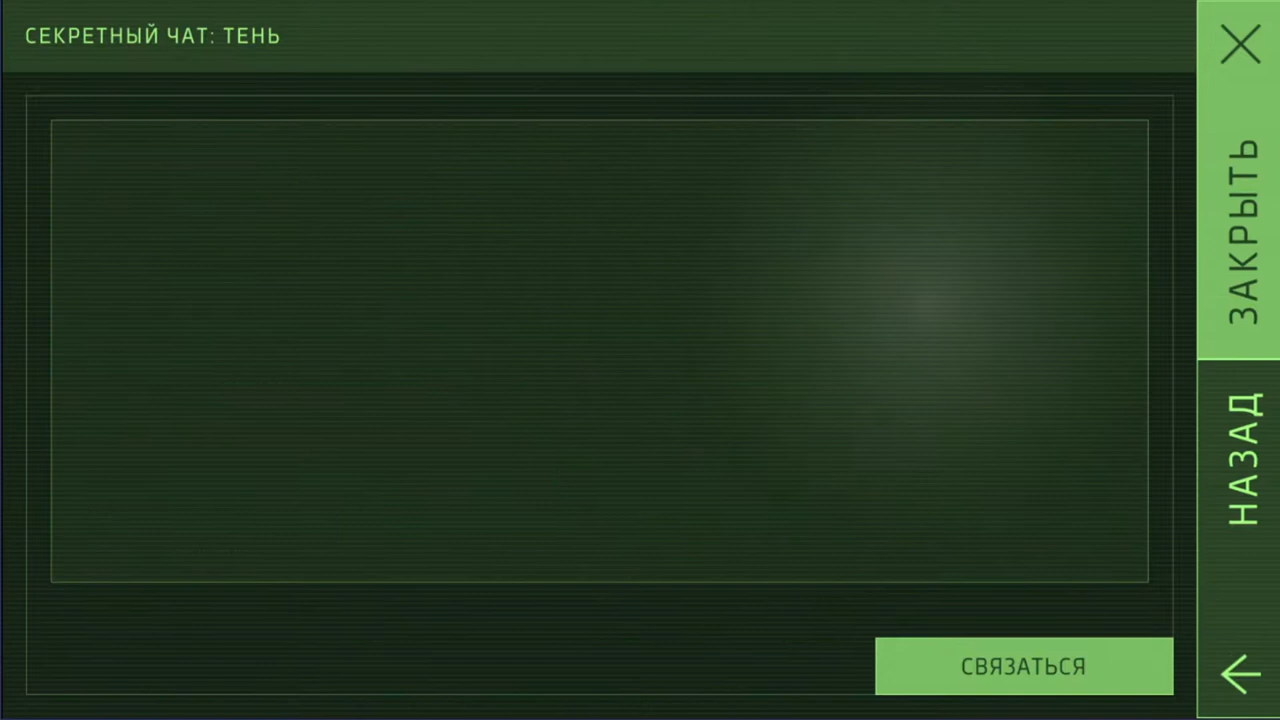 СЕКРЕТНЫЙ ЧАТ: ТЕНЬ
ЗАКРЫТЬ
НАЗАД
СВЯЗАТЬСЯ